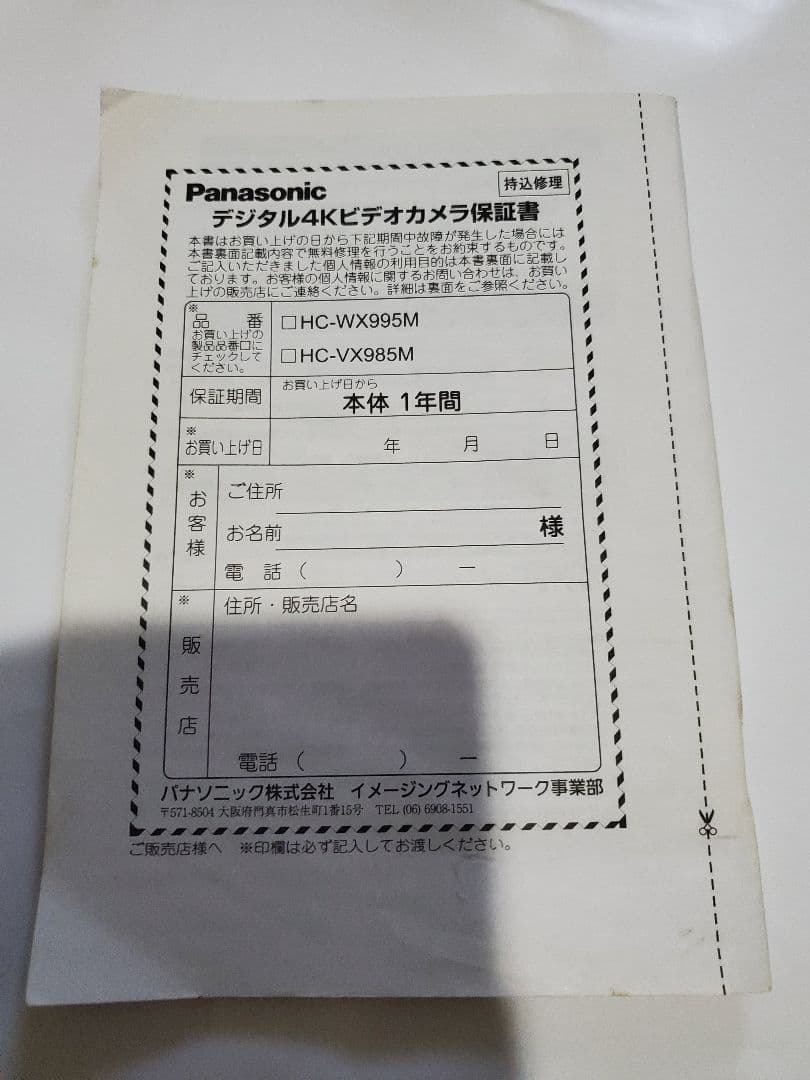 Panasonic
持込修理
デジタル4Kビデオカメラ保証書
本書はお買い上げの日から下記期間中故障が発生した場合には
本書裏面記載内容で無料修理を行うことをお約束するものです。
ご記入いただきました個人情報の利用目的は本書裏面に記載し
ております。お客様の個人情報に関するお問い合わせは、お買い
上げの販売店にご連絡ください。詳細は裏面をご参照ください。
※
品番
お買い上げの
製品品番口に
チェックして
ください。
□HC-WX995M
□HC-VX985M
保証期間
お買い上げ日から
本体 1年間
※
お買い上げ日
年 月 日
※
お客様
ご住所
お名前 様
電話 ( ) ー
※
販売店
住所・販売店名
電話 ( ) ー
パナソニック株式会社 イメージングネットワーク事業部
〒571-8504 大阪府門真市松生町1番15号 TEL (06) 6908-1551
ご販売店様へ ※印欄は必ず記入してお渡しください。